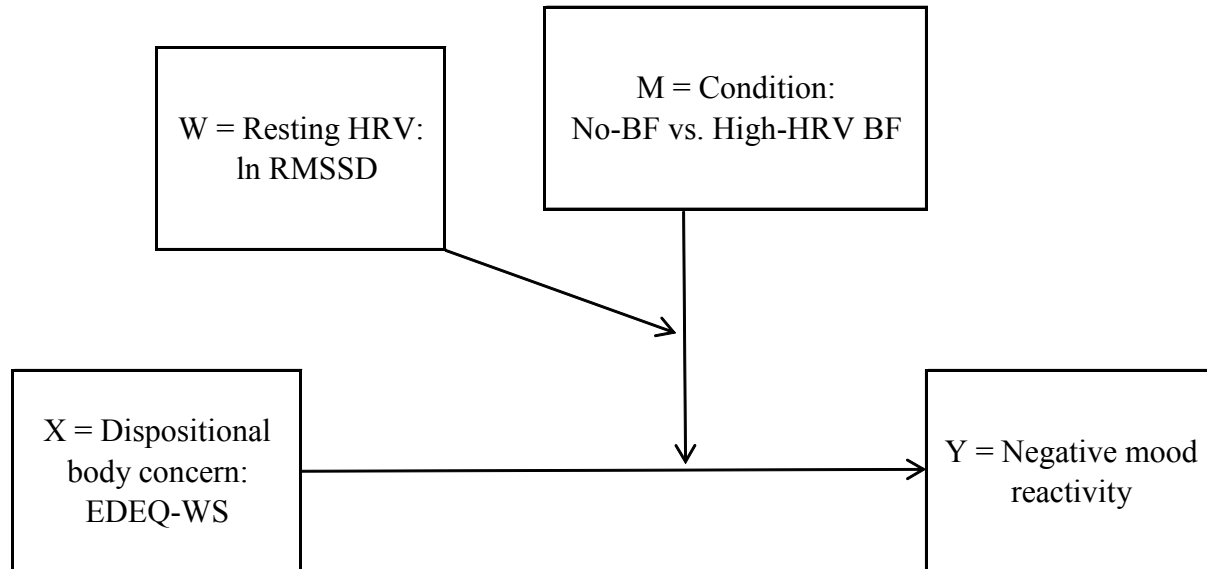 M = Condition:
No-BF vs. High-HRV BF
W = Resting HRV:
ln RMSSD
X = Dispositional
body concern:
EDEQ-WS
Y = Negative mood
reactivity